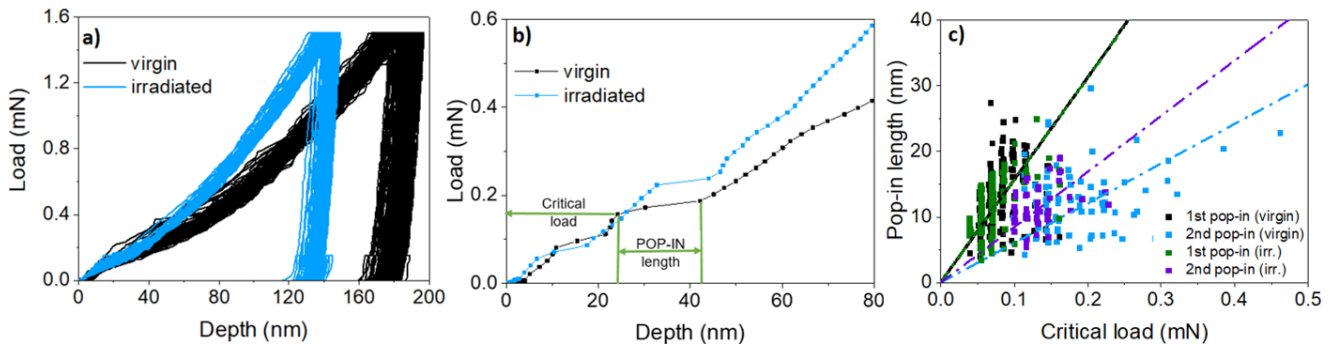 a)
virgin
irradiated
Load (mN)
1.6
1.2
0.8
0.4
0.0
0 40 80 120 160 200
Depth (nm)
b)
virgin
irradiated
Load (mN)
0.6
0.4
0.2
0.0
Critical
load
POP-IN
length
0 20 40 60 80
Depth (nm)
c)
Pop-in length (nm)
40
30
20
10
0
1st pop-in (virgin)
2nd pop-in (virgin)
1st pop-in (irr.)
2nd pop-in (irr.)
0.0 0.1 0.2 0.3 0.4 0.5
Critical load (mN)